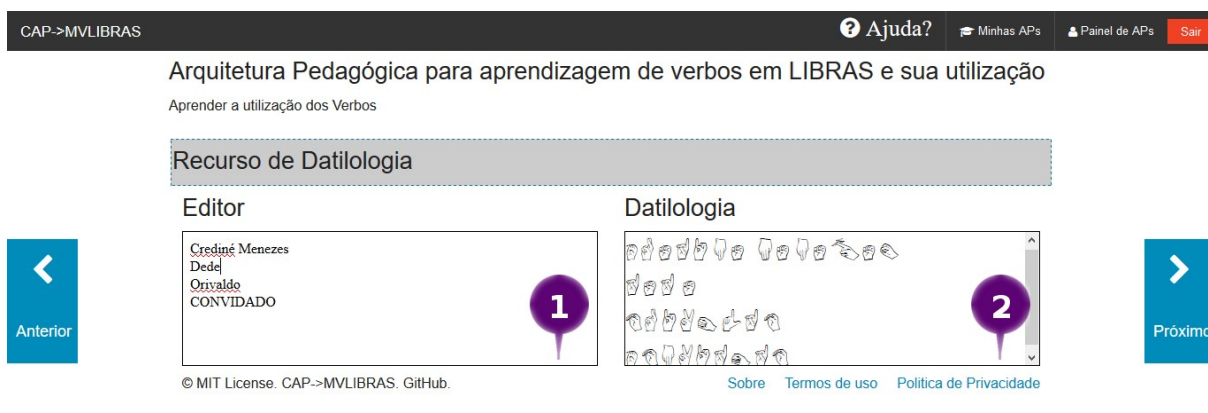 CAP->MVLIBRAS ? Ajuda? Minhas APs Painel de APs Sair
Arquitetura Pedagógica para aprendizagem de verbos em LIBRAS e sua utilização
Aprender a utilização dos Verbos
Recurso de Datilologia
Editor
Crediné Menezes
Dede
Orivaldo
CONVIDADO
1
Datilologia
2
Anterior
Próximo
© MIT License. CAP->MVLIBRAS. GitHub.
Sobre Termos de uso Politica de Privacidade